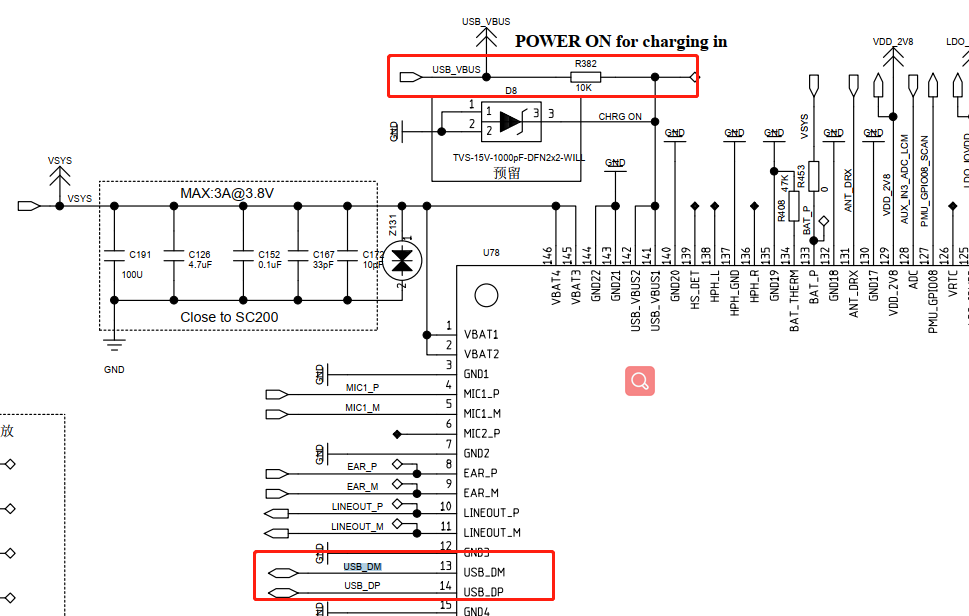 USB_VBUS
POWER ON for charging in
VDD_2V8
LDO_
USB_VBUS
R382
10K
D8
1
1
3
3
2
2
GND
CHRG ON
TVS-15V-1000pF-DFN2x2-WILL
预留
GND
GND
GND
GND
VSYS
GND
GND
R408
47K
R453
0
BAT_P
ANT_DRX
VDD_2V8
AUX_IN3_ADC_LCM
PMU_GPIO08_SCAN
VSYS
VSYS
MAX:3A@3.8V
Z131
1
2
C191
100U
C126
4.7uF
C152
0.1uF
C167
33pF
C172
10pF
Close to SC200
GND
U78
146
145
144
143
142
141
140
139
138
137
136
135
134
133
132
131
130
129
128
127
126
125
VBAT4
VBAT3
GND22
GND21
USB_VBUS2
USB_VBUS1
GND20
HS_DET
HPH_L
HPH_GND
HPH_R
GND19
BAT_THERM
BAT_P
GND18
ANT_DRX
GND17
VDD_2V8
ADC
PMU_GPIO08
VRTC
1
VBAT1
2
VBAT2
GND
3
GND1
MIC1_P
4
MIC1_P
MIC1_M
5
MIC1_M
6
MIC2_P
放
GND
7
GND2
EAR_P
8
EAR_P
EAR_M
9
EAR_M
LINEOUT_P
10
LINEOUT_P
LINEOUT_M
11
LINEOUT_M
GND
12
GND3
USB_DM
13
USB_DM
USB_DP
14
USB_DP
GND
15
GND4